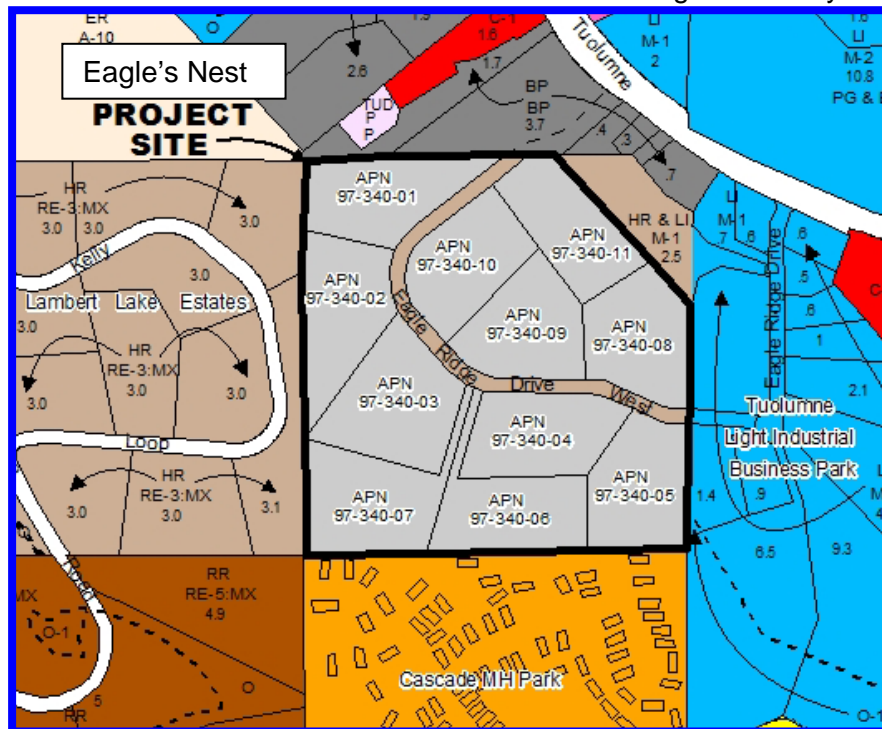 ER
A-10
O
1.9
C-1
1.6
1.7
2.6
Eagle's Nest
PROJECT
SITE
TUD
P
P
BP
BP
3.7
.4
.3
.7
Tuolumne
LI
M-1
2
LI
M-2
10.8
PG &
HR
RE-3:MX
3.0 3.0
3.0
3.0
Kelly
Lambert Lake Estates
3.0
HR
RE-3:MX
3.0
3.0
3.0
Loop
HR
RE-3:MX
3.0
3.0
3.1
Road
APN
97-340-01
APN
97-340-02
APN
97-340-10
APN
97-340-11
APN
97-340-09
APN
97-340-08
APN
97-340-03
APN
97-340-04
APN
97-340-05
APN
97-340-06
APN
97-340-07
Eagle Ridge Drive West
HR & LI
M-1
2.5
LI
M-1
.7 .6
.6
.5
.6
1
2.1
Eagle Ridge Drive
Tuolumne
Light Industrial
Business Park
1.4
.9
6.5
9.3
O-1
RR
RE-5:MX
4.9
MX
O-1
O
5
RR
Cascade MH Park